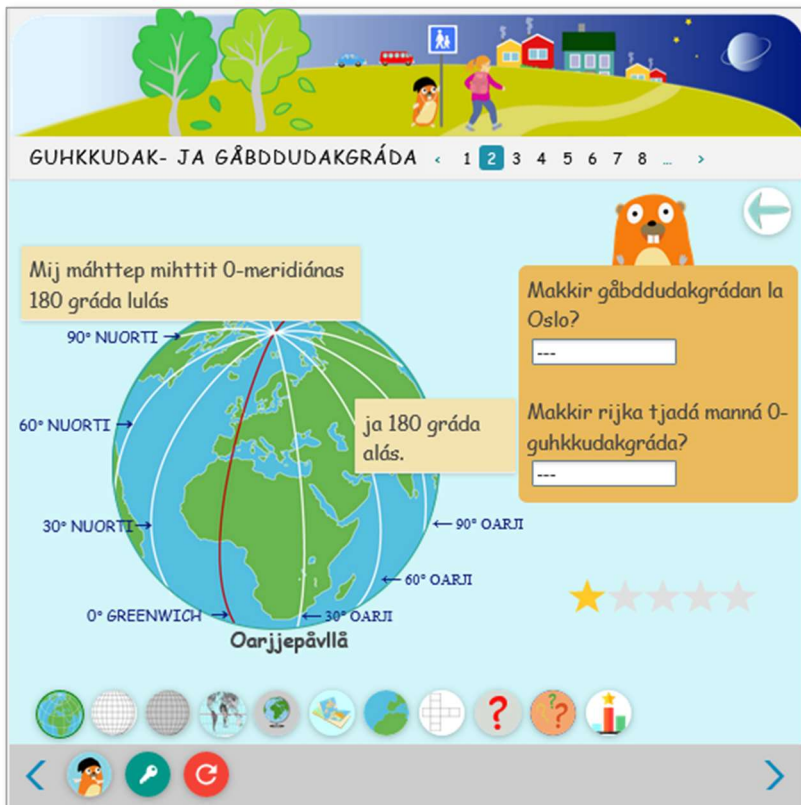 GUHKKUDAK- JA GÅBDDUDAKGRÁDA ‹ 1 2 3 4 5 6 7 8 ... ›
Mij máhttep mihttit 0-meridiánas
180 gráda lulás
90° NUORTI
60° NUORTI
30° NUORTI
0° GREENWICH
ja 180 gráda
alás.
90° OARJI
60° OARJI
30° OARJI
Oarjjepåvllå
Makkir gåbddudakgrádan la
Oslo?
---
Makkir rijka tjadá manná 0-
guhkkudakgráda?
---
?
? ?